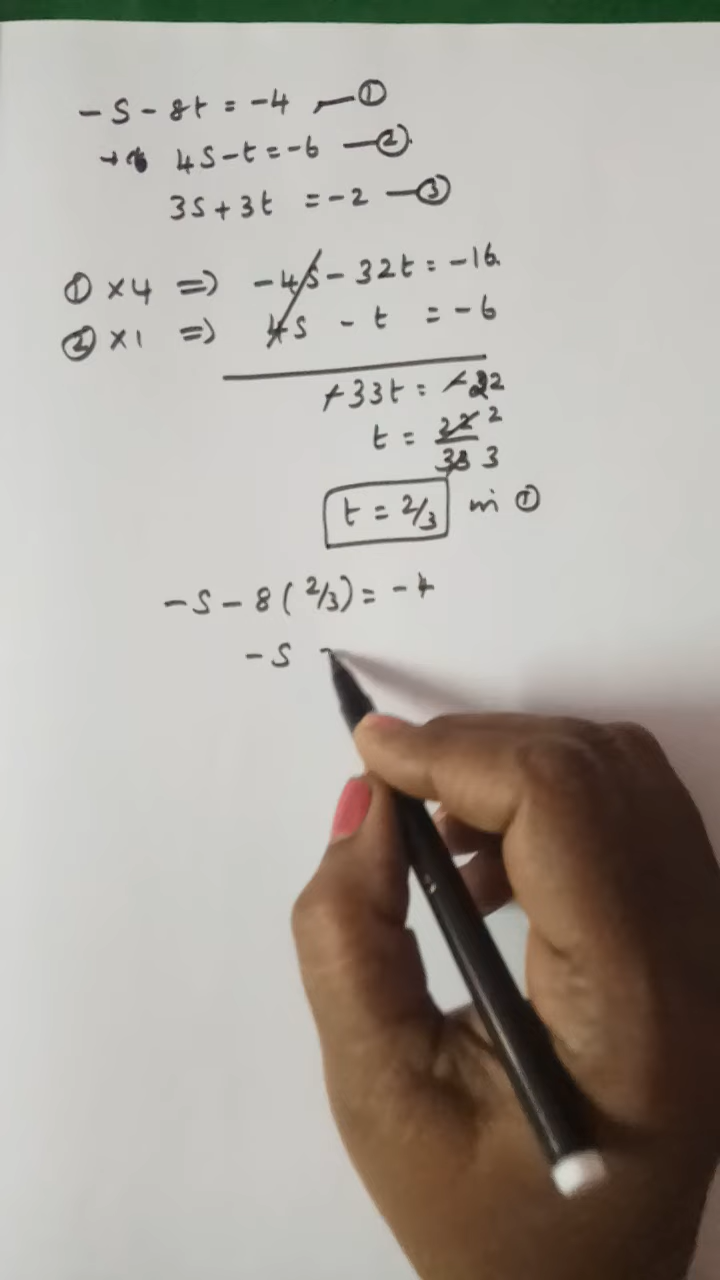 -s-8t=-4 —①
4s-t=-6 —②.
3s+3t =-2 —③
① ×4 => -4s-32t=-16.
② ×1 => 4s - t = -6
+33t = +22
t = 22/33 2/3
t = 2/3 in ①
-s-8(2/3)=-4
-s -